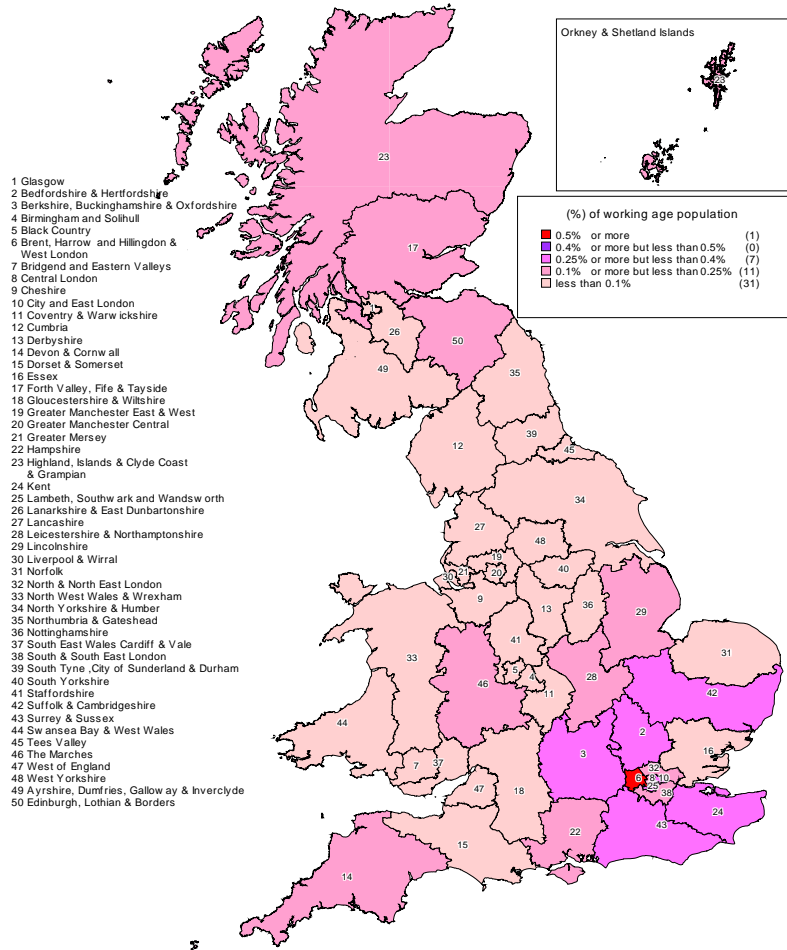 Orkney & Shetland Islands
23
(%) of working age population
0.5% or more (1)
0.4% or more but less than 0.5% (0)
0.25% or more but less than 0.4% (7)
0.1% or more but less than 0.25% (11)
less than 0.1% (31)
1 Glasgow
2 Bedfordshire & Hertfordshire
3 Berkshire, Buckinghamshire & Oxfordshire
4 Birmingham and Solihull
5 Black Country
6 Brent, Harrow and Hillingdon &
West London
7 Bridgend and Eastern Valleys
8 Central London
9 Cheshire
10 City and East London
11 Coventry & Warwickshire
12 Cumbria
13 Derbyshire
14 Devon & Cornwall
15 Dorset & Somerset
16 Essex
17 Forth Valley, Fife & Tayside
18 Gloucestershire & Wiltshire
19 Greater Manchester East & West
20 Greater Manchester Central
21 Greater Mersey
22 Hampshire
23 Highland, Islands & Clyde Coast
& Grampian
24 Kent
25 Lambeth, Southwark and Wandsworth
26 Lanarkshire & East Dunbartonshire
27 Lancashire
28 Leicestershire & Northamptonshire
29 Lincolnshire
30 Liverpool & Wirral
31 Norfolk
32 North & North East London
33 North West Wales & Wrexham
34 North Yorkshire & Humber
35 Northumbria & Gateshead
36 Nottinghamshire
37 South East Wales Cardiff & Vale
38 South & South East London
39 South Tyne ,City of Sunderland & Durham
40 South Yorkshire
41 Staffordshire
42 Suffolk & Cambridgeshire
43 Surrey & Sussex
44 Swansea Bay & West Wales
45 Tees Valley
46 The Marches
47 West of England
48 West Yorkshire
49 Ayrshire, Dumfries, Galloway & Inverclyde
50 Edinburgh, Lothian & Borders
23
17
26
50
49
35
39
45
12
34
27
48
19
21
20
30
40
9
13
36
29
41
31
33
5
4
46
28
11
42
44
2
3
16
7
37
32
6
8
10
25
38
47
18
24
43
22
15
14